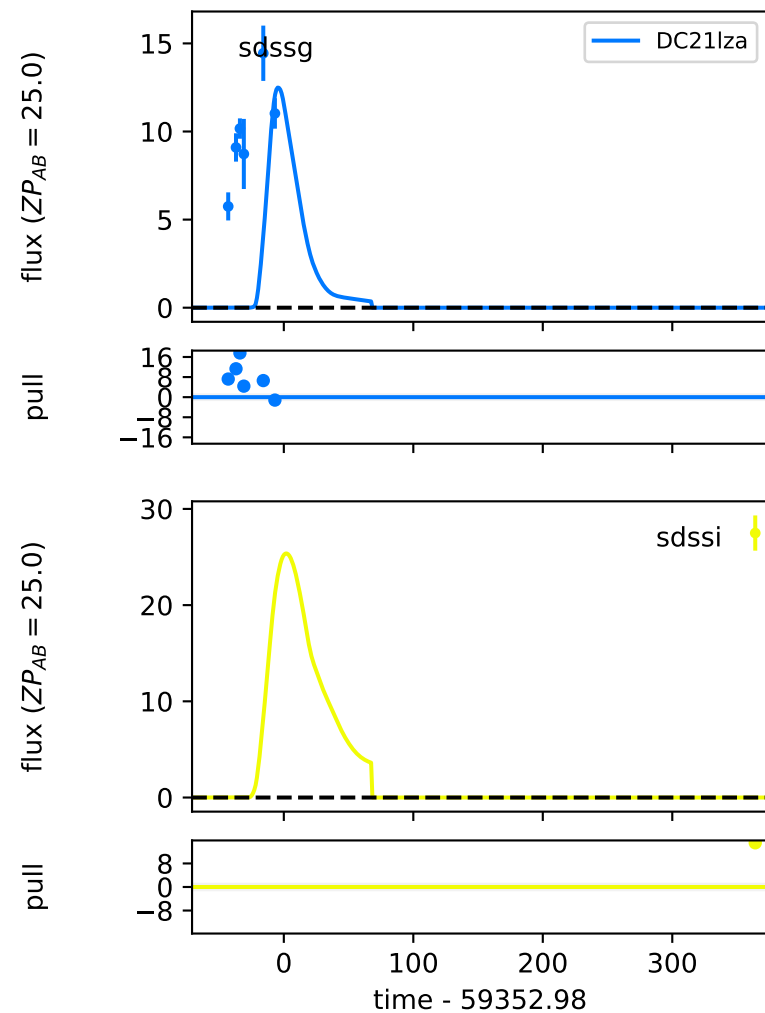 15
10
5
0
flux (ZP_AB = 25.0)
sdssg
DC21lza
16
8
0
−8
−16
pull
30
20
10
0
flux (ZP_AB = 25.0)
sdssi
8
0
−8
pull
0 100 200 300
time - 59352.98